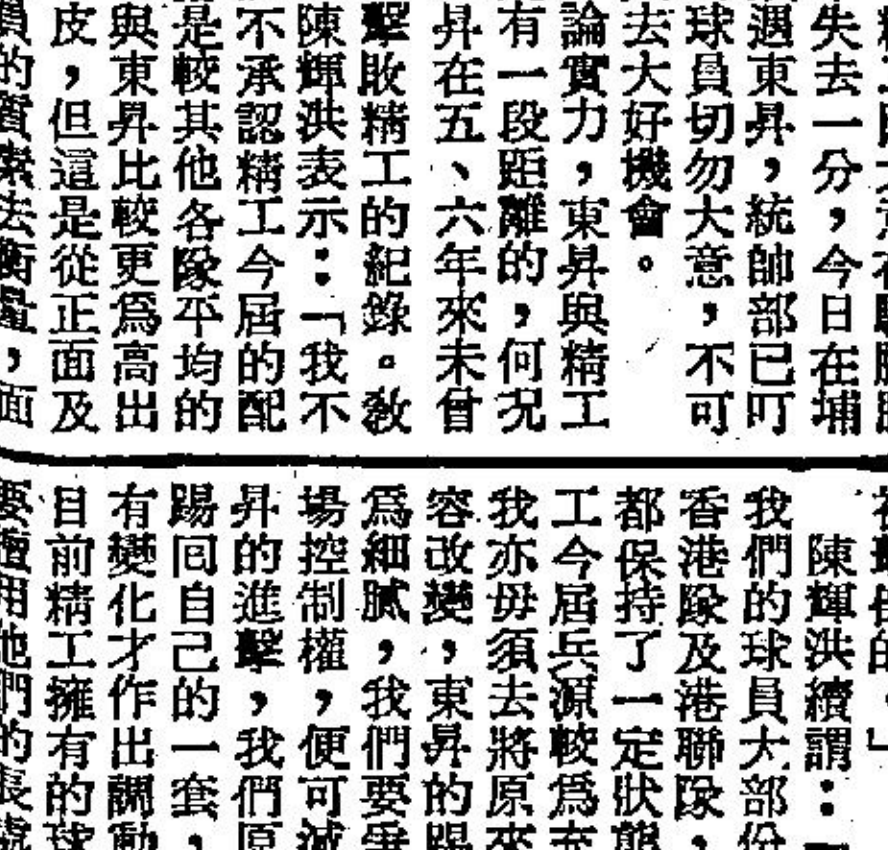 失去一分，今日在埔
遇東昇，統帥部已叮
球員切勿大意，不可
去大好機會。
論實力，東昇與精工
有一段距離的，何況
昇在五、六年來未曾
擊敗精工的紀錄。敎
陳輝洪表示：「我不
不承認精工今屆的配
是較其他各隊平均的
與東昇比較更爲高出
皮，但這是從正面及
的質素去衡量，面
的。」
陳輝洪續謂：「
我們的球員大部份
香港隊及港聯隊，
都保持了一定狀態
工今屆兵源較爲充
我亦毋須去將原來
容改變，東昇的踢
爲細膩，我們要爭
場控制權，便可減
昇的進擊，我們
踢囘自己的一套，
有變化才作出調動
目前精工擁有的球
要擅用他們的長處